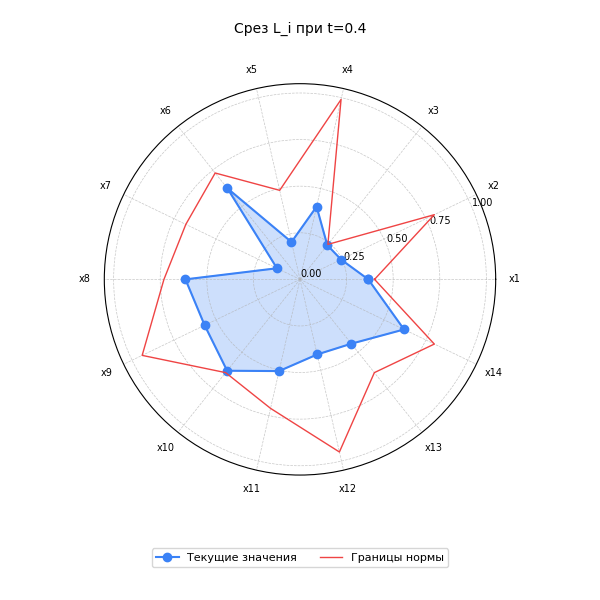 Срез L_i при t=0.4
x5
x4
x6
x3
x7
x2
1.00
0.75
0.50
0.25
0.00
x8
x1
x9
x14
x10
x13
x11
x12
Текущие значения
Границы нормы